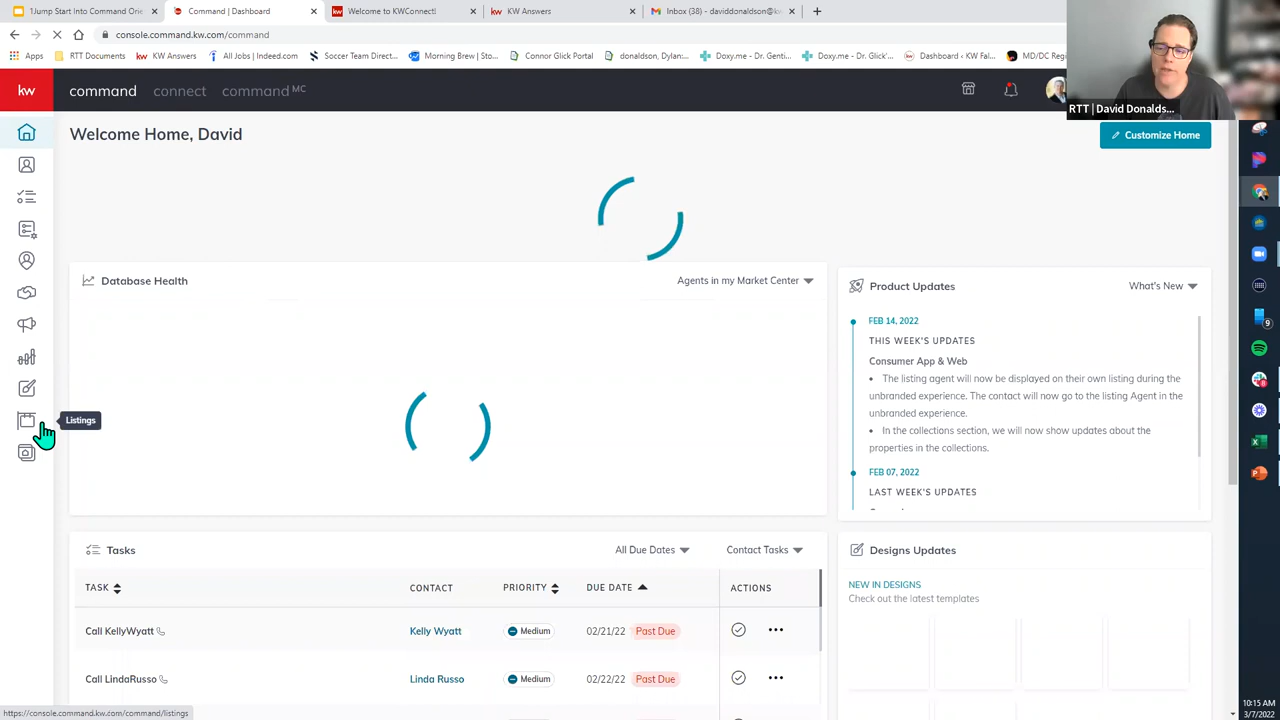 1Jump Start Into Command Orie
Command | Dashboard
Welcome to KWConnect!
KW Answers
Inbox (38) - daviddonaldson@k
console.command.kw.com/command
Apps
RTT Documents
KW Answers
All Jobs | Indeed.com
Soccer Team Direct...
Morning Brew | Sto...
Connor Glick Portal
donaldson, Dylan:...
Doxy.me - Dr. Genti...
Doxy.me - Dr. Glick'...
Dashboard ‹ KW Fal...
MD/DC Reg
RTT | David Donalds...
kw
command
connect
command MC
Welcome Home, David
Customize Home
Database Health
Agents in my Market Center
Product Updates
What's New
FEB 14, 2022
THIS WEEK'S UPDATES
Consumer App & Web
• The listing agent will now be displayed on their own listing during the
unbranded experience. The contact will now go to the listing Agent in the
unbranded experience.
• In the collections section, we will now show updates about the
properties in the collections.
FEB 07, 2022
LAST WEEK'S UPDATES
Listings
Tasks
All Due Dates
Contact Tasks
TASK
CONTACT
PRIORITY
DUE DATE
ACTIONS
Call KellyWyatt
Kelly Wyatt
Medium
02/21/22
Past Due
Call LindaRusso
Linda Russo
Medium
02/22/22
Past Due
Designs Updates
NEW IN DESIGNS
Check out the latest templates
https://console.command.kw.com/command/listings
9
10:15 AM
3/7/2022